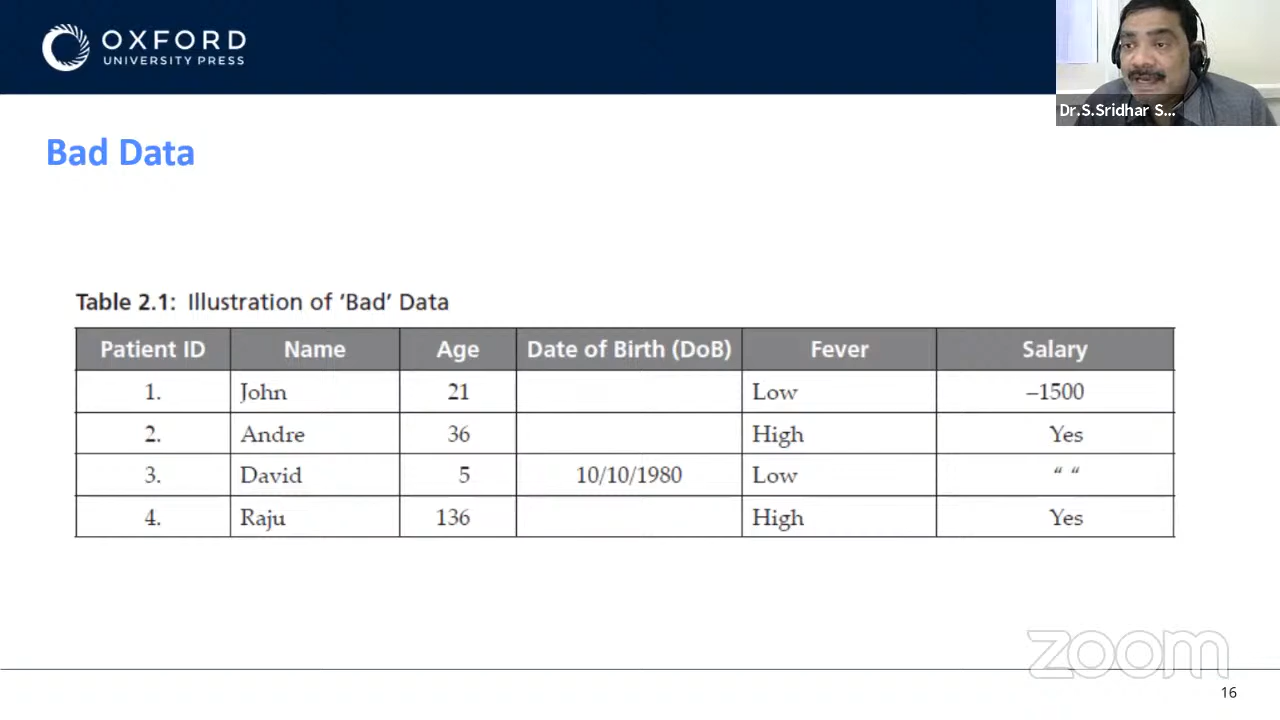 OXFORD
UNIVERSITY PRESS
Dr.S.Sridhar S...
Bad Data
Table 2.1: Illustration of ‘Bad’ Data
Patient ID Name Age Date of Birth (DoB) Fever Salary
1. John 21 Low –1500
2. Andre 36 High Yes
3. David 5 10/10/1980 Low “ “
4. Raju 136 High Yes
zoom
16